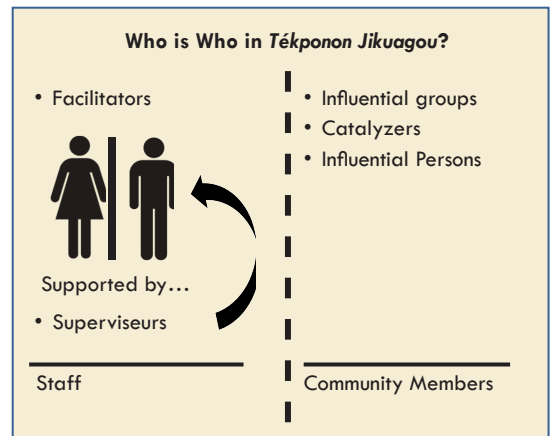 Who is Who in Tékponon Jikuagou?
• Facilitators
Supported by…
• Superviseurs
Staff
• Influential groups
• Catalyzers
• Influential Persons
Community Members